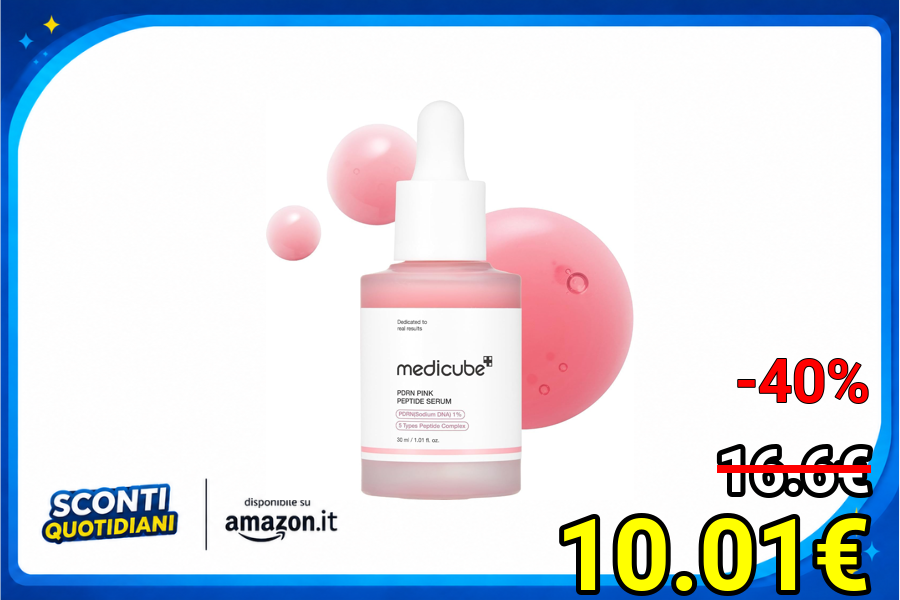 Dedicated to
real results
medicube
PDRN PINK
PEPTIDE SERUM
PDRN(Sodium DNA) 1%
5 Types Peptide Complex
30 ml / 1.01 fl. oz.
-40%
16.6€
10.01€
SCONTI
QUOTIDIANI
disponibile su
amazon.it